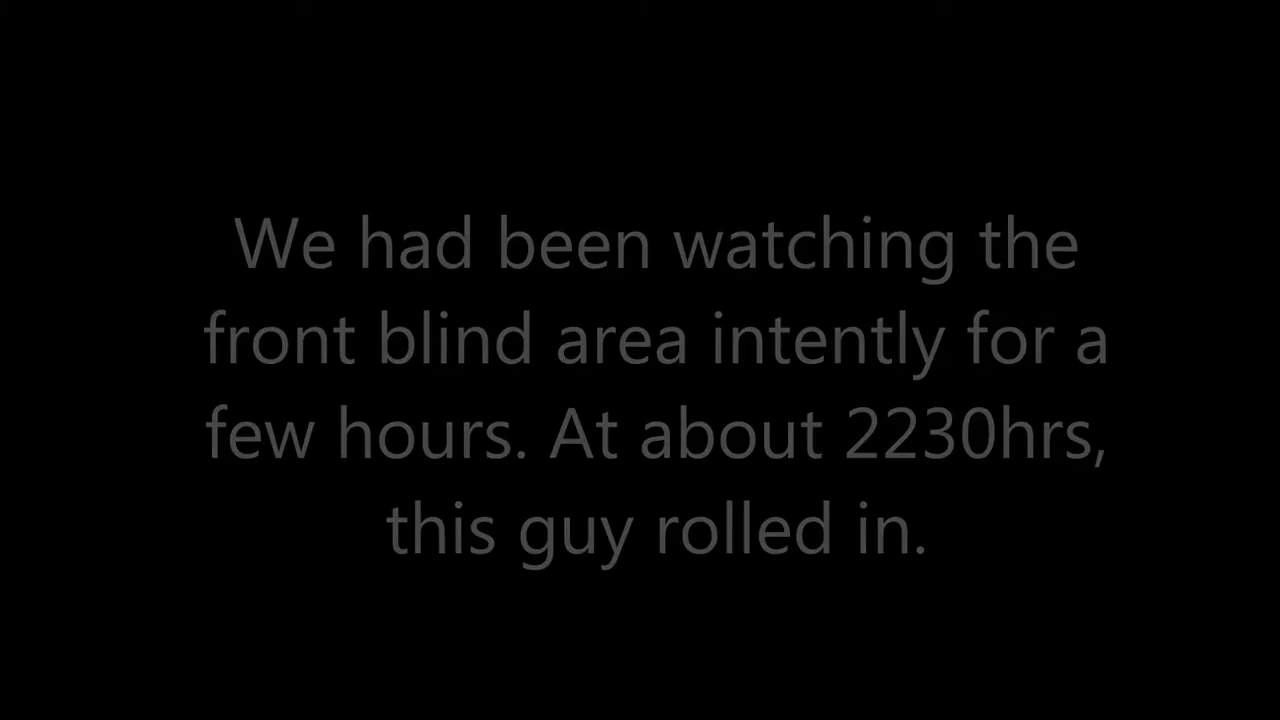 We had been watching the
front blind area intently for a
few hours. At about 2230hrs,
this guy rolled in.